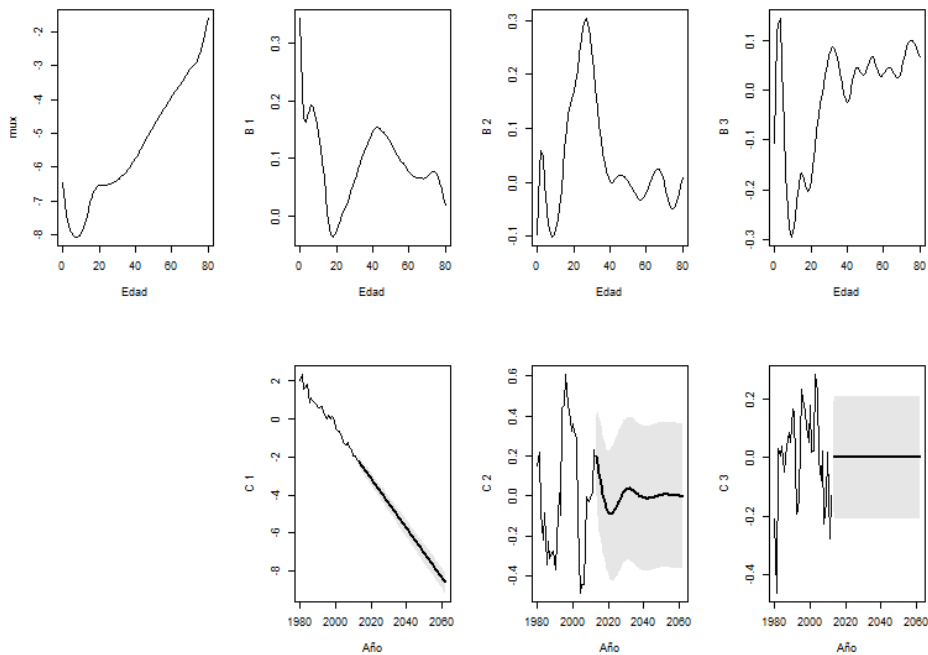 mux
-8 -7 -6 -5 -4 -3 -2
0 20 40 60 80
Edad
B 1
0.0 0.1 0.2 0.3
0 20 40 60 80
Edad
B 2
-0.1 0.0 0.1 0.2 0.3
0 20 40 60 80
Edad
B 3
-0.3 -0.2 -0.1 0.0 0.1
0 20 40 60 80
Edad
C 1
-8 -6 -4 -2 0 2
1980 2000 2020 2040 2060
Año
C 2
-0.4 -0.2 0.0 0.2 0.4 0.6
1980 2000 2020 2040 2060
Año
C 3
-0.4 -0.2 0.0 0.2
1980 2000 2020 2040 2060
Año